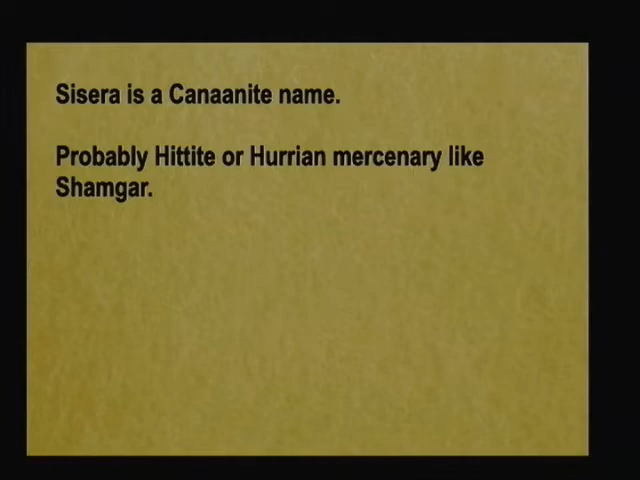 Sisera is a Canaanite name.
Probably Hittite or Hurrian mercenary like
Shamgar.